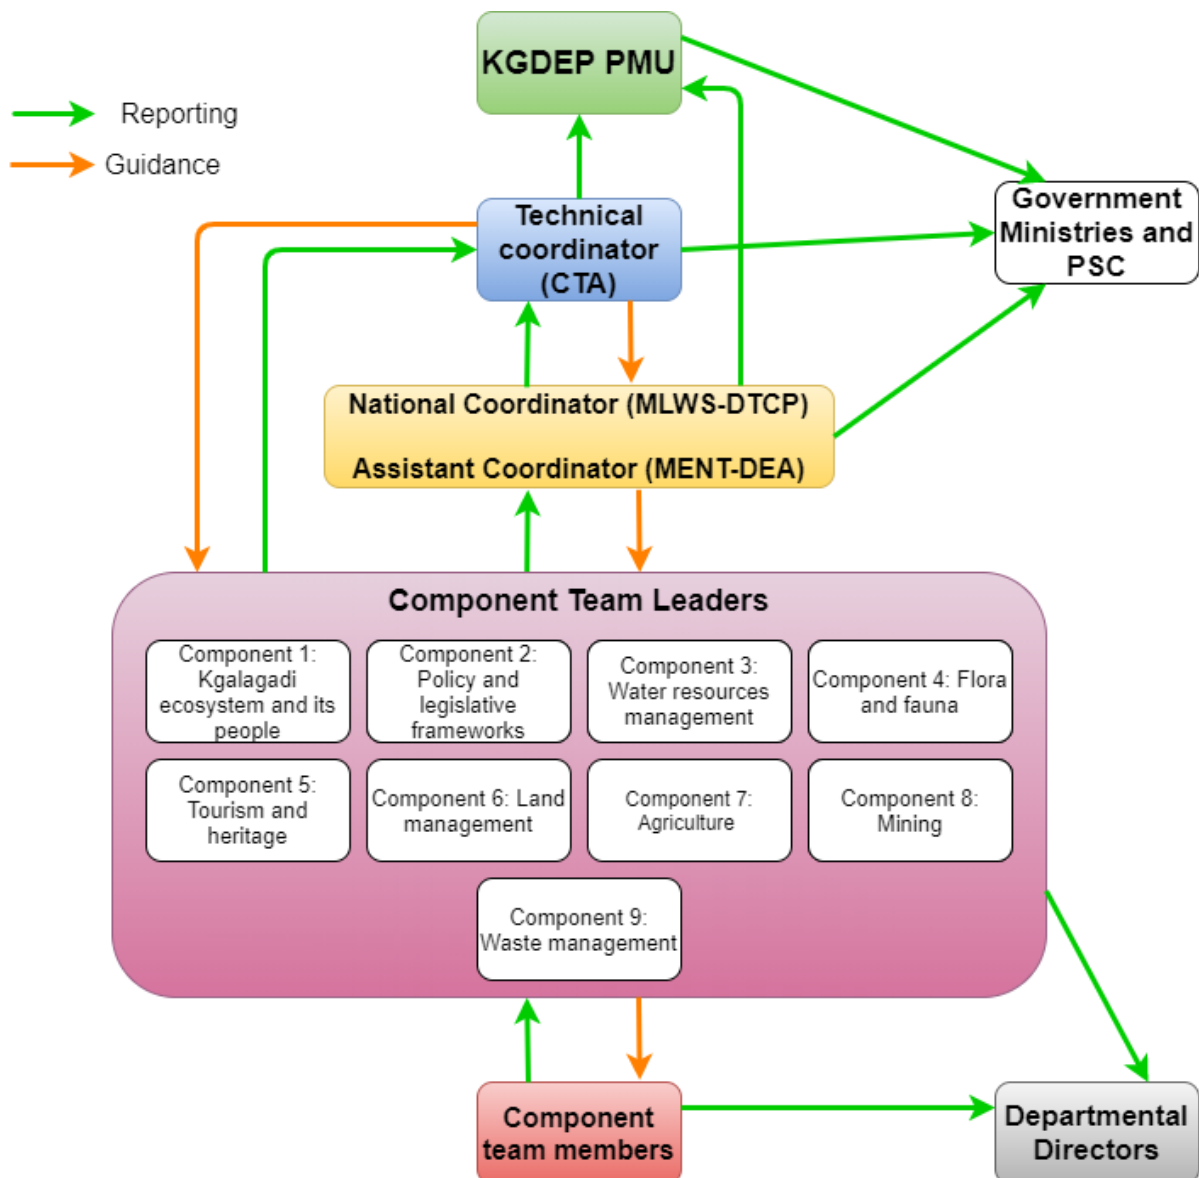 KGDEP PMU
Reporting
Guidance
Technical
coordinator
(CTA)
Government
Ministries and
PSC
National Coordinator (MLWS-DTCP)
Assistant Coordinator (MENT-DEA)
Component Team Leaders
Component 1:
Kgalagadi
ecosystem and its
people
Component 2:
Policy and
legislative
frameworks
Component 3:
Water resources
management
Component 4: Flora
and fauna
Component 5:
Tourism and
heritage
Component 6: Land
management
Component 7:
Agriculture
Component 8:
Mining
Component 9:
Waste management
Component
team members
Departmental
Directors